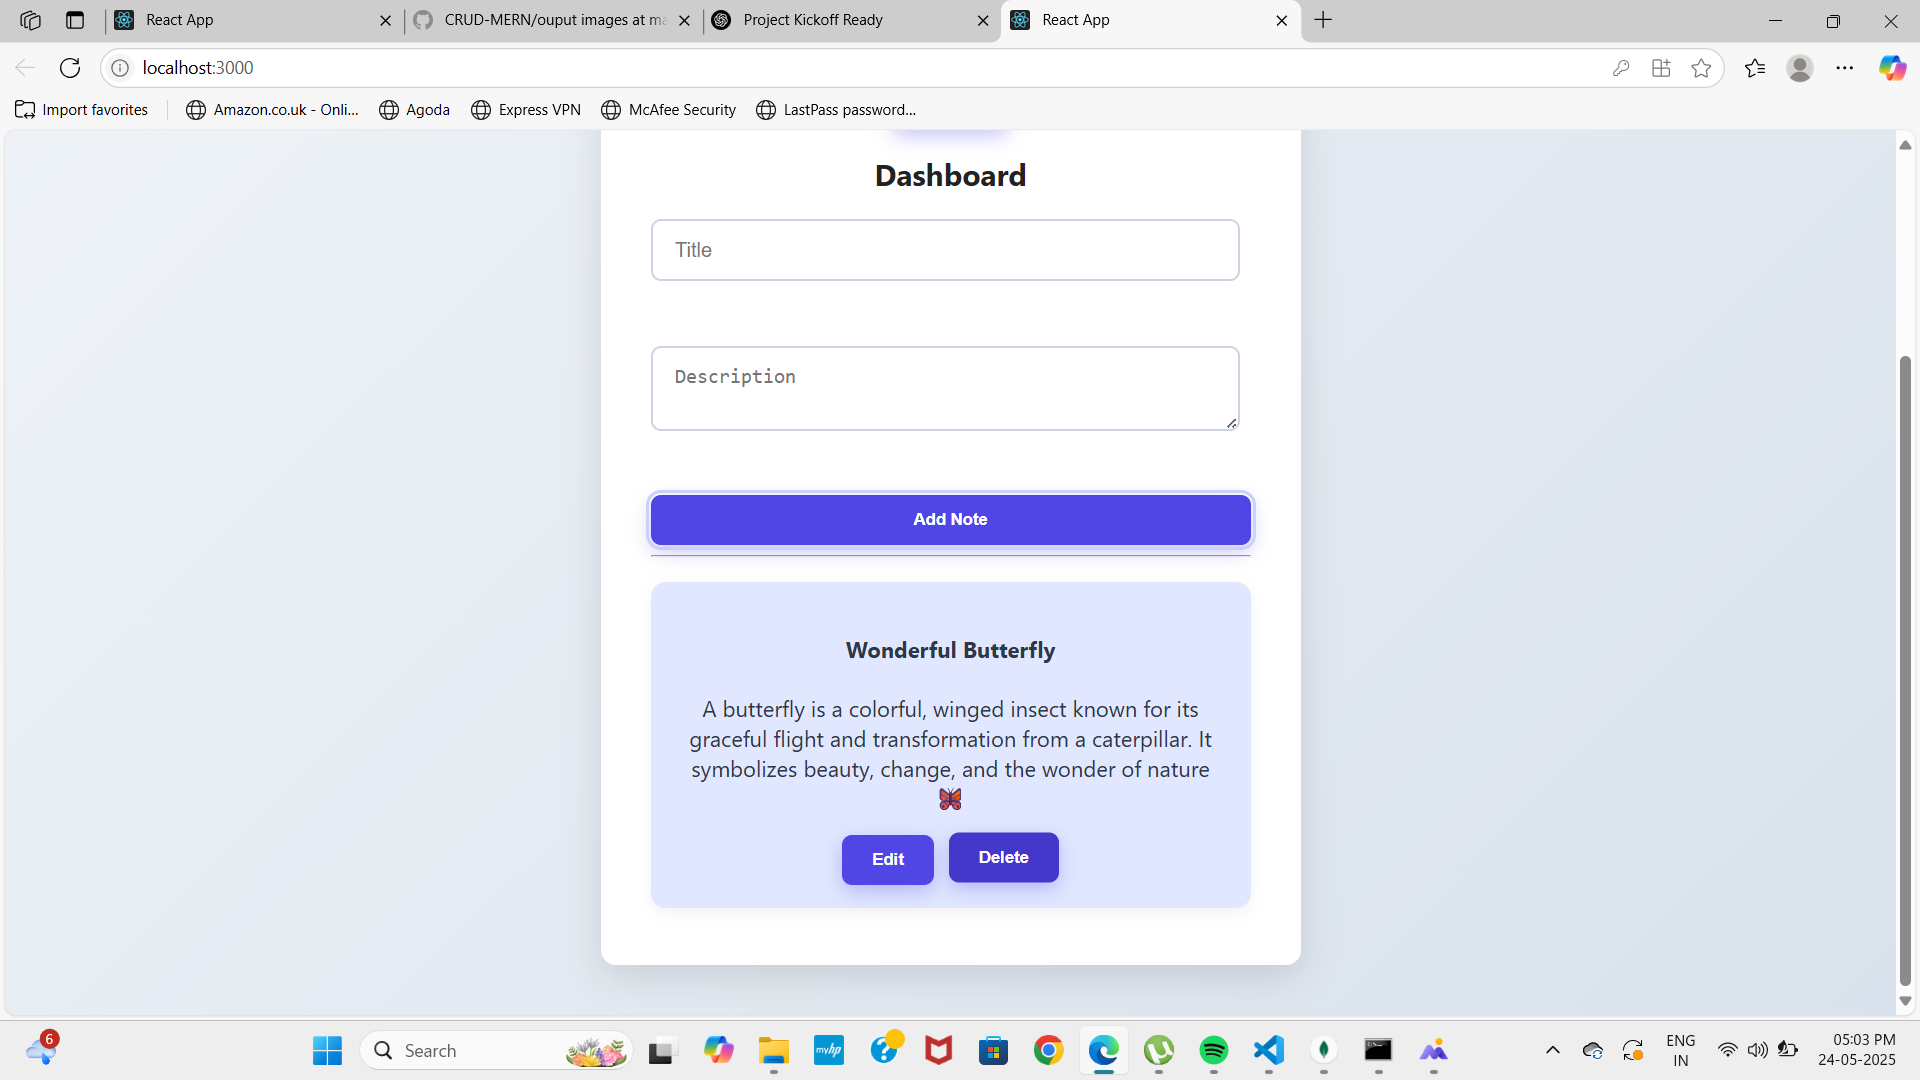 React App
CRUD-MERN/ouput images at ma
Project Kickoff Ready
React App
localhost:3000
Import favorites
Amazon.co.uk - Onli...
Agoda
Express VPN
McAfee Security
LastPass password...
Dashboard
Title
Description
Add Note
Wonderful Butterfly
A butterfly is a colorful, winged insect known for its
graceful flight and transformation from a caterpillar. It
symbolizes beauty, change, and the wonder of nature
🦋
Edit
Delete
6
Search
myhp
ENG
IN
05:03 PM
24-05-2025